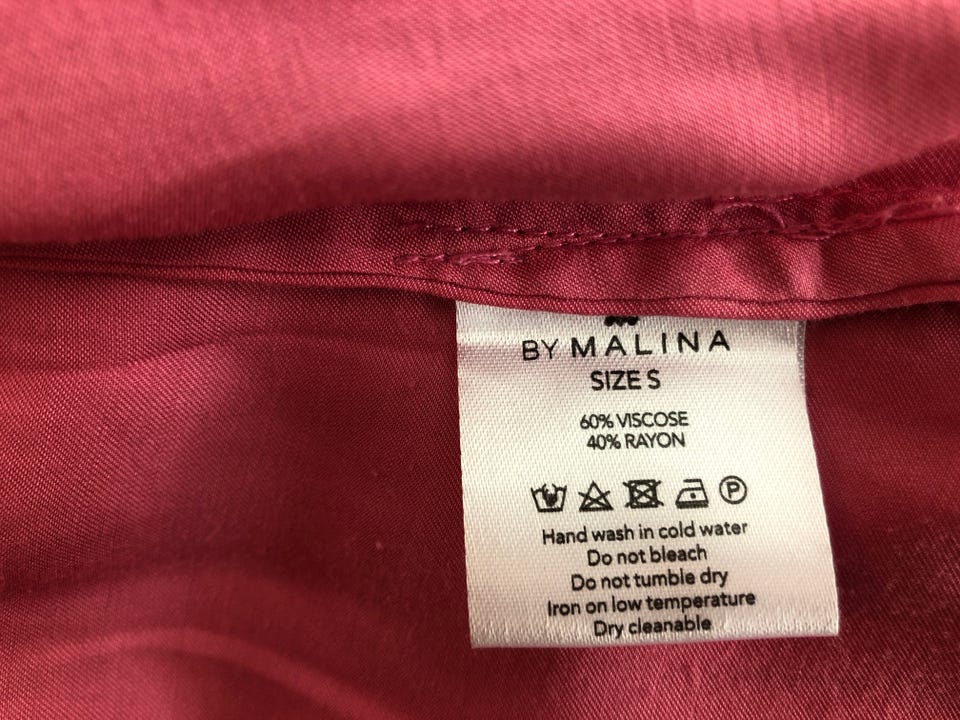 BY MALINA
SIZE S
60% VISCOSE
40% RAYON
P
Hand wash in cold water
Do not bleach
Do not tumble dry
Iron on low temperature
Dry cleanable